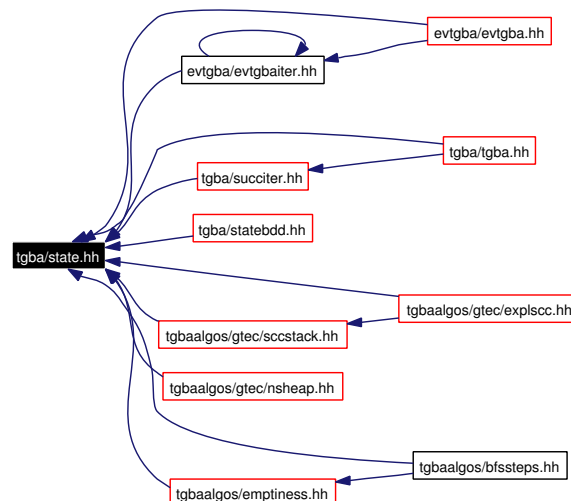 evtgba/evtgba.hh
evtgba/evtgbaiter.hh
tgba/tgba.hh
tgba/succiter.hh
tgba/statebdd.hh
tgba/state.hh
tgbaalgos/gtec/explscc.hh
tgbaalgos/gtec/sccstack.hh
tgbaalgos/gtec/nsheap.hh
tgbaalgos/bfssteps.hh
tgbaalgos/emptiness.hh